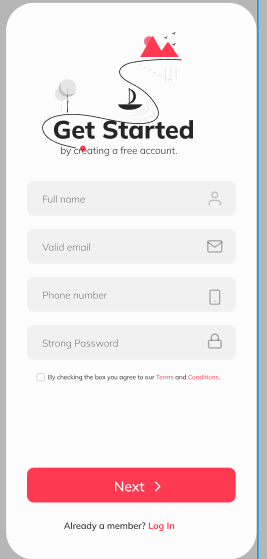 Get Started
by creating a free account.
Full name
Valid email
Phone number
Strong Password
By checking the box you agree to our Terms and Conditions.
Next
Already a member? Log In